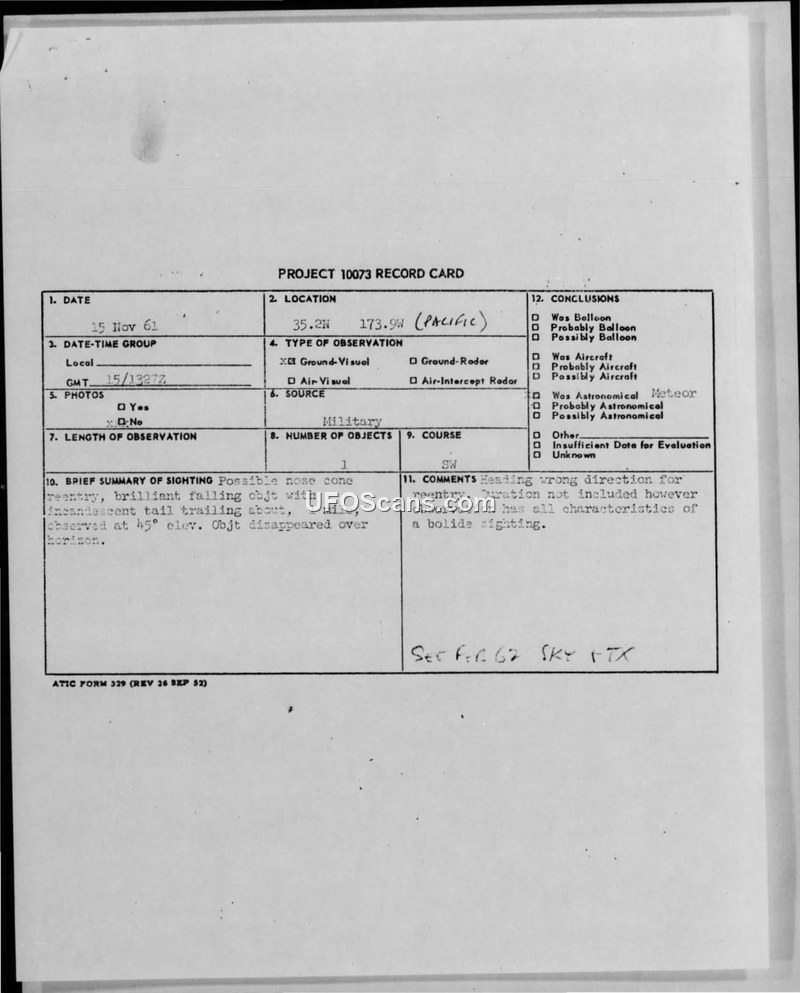 PROJECT 10073 RECORD CARD
1. DATE
15 Nov 61
2. LOCATION
35.2N 173.9W (PACIFIC)
3. DATE-TIME GROUP
Local
GMT 15/1327Z
4. TYPE OF OBSERVATION
X Ground-Visual
Ground-Radar
Air-Visual
Air-Intercept Radar
5. PHOTOS
Yes
x No
6. SOURCE
Military
7. LENGTH OF OBSERVATION
8. NUMBER OF OBJECTS
1
9. COURSE
SW
12. CONCLUSIONS
Was Balloon
Probably Balloon
Possibly Balloon
Was Aircraft
Probably Aircraft
Possibly Aircraft
Was Astronomical Meteor
Probably Astronomical
Possibly Astronomical
Other
Insufficient Data for Evaluation
Unknown
10. BRIEF SUMMARY OF SIGHTING Possible nose cone
reentry, brilliant falling objt with
incandescent tail trailing about,
observed at 45° elev. Objt disappeared over
horizon.
11. COMMENTS Heading wrong direction for
reentry. Duration not included however
has all characteristics of
a bolide sighting.
62 SKY
ATIC FORM 329 (REV 26 SEP 52)
UFOScans.com